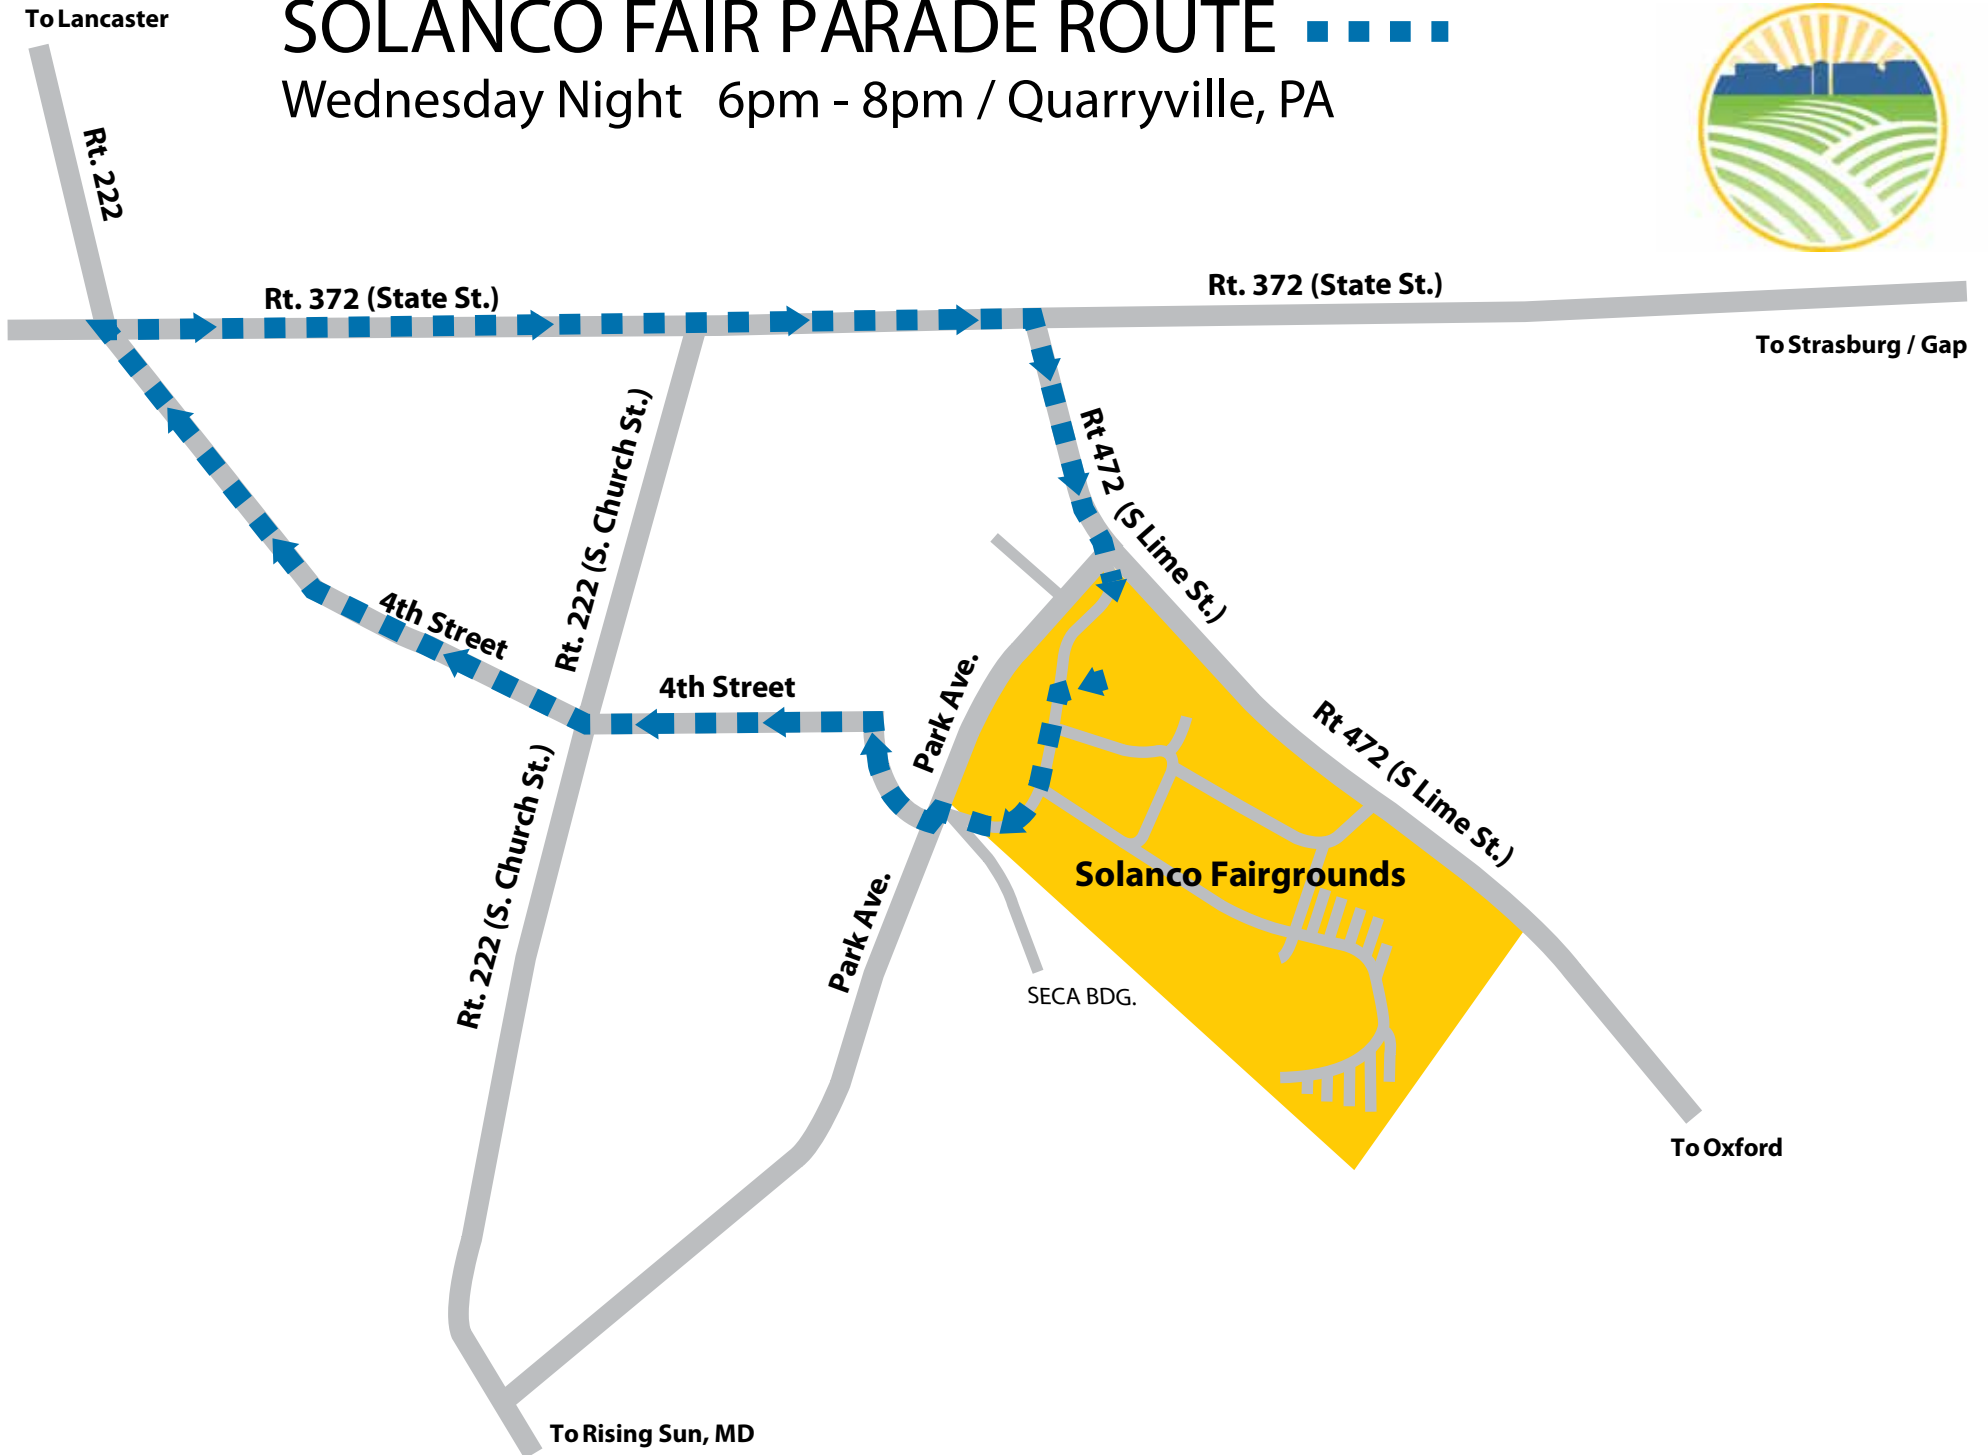 To Lancaster
SOLANCO FAIR PARADE ROUTE
Wednesday Night 6pm - 8pm / Quarryville, PA
Rt. 222
Rt. 372 (State St.)
Rt. 372 (State St.)
To Strasburg / Gap
Rt 472 (S Lime St.)
Rt. 222 (S. Church St.)
4th Street
4th Street
Park Ave.
Rt 472 (S Lime St.)
Rt. 222 (S. Church St.)
Park Ave.
Solanco Fairgrounds
SECA BDG.
To Oxford
To Rising Sun, MD